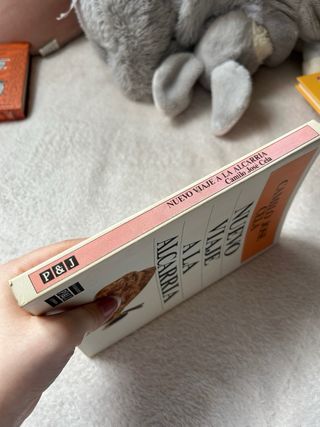 NUEVO VIAJE A LA ALCARRIA
Camilo José Cela
P&J
CAMILO JOSÉ
CELA
NUEVO
VIAJE
A LA
ALCARRIA